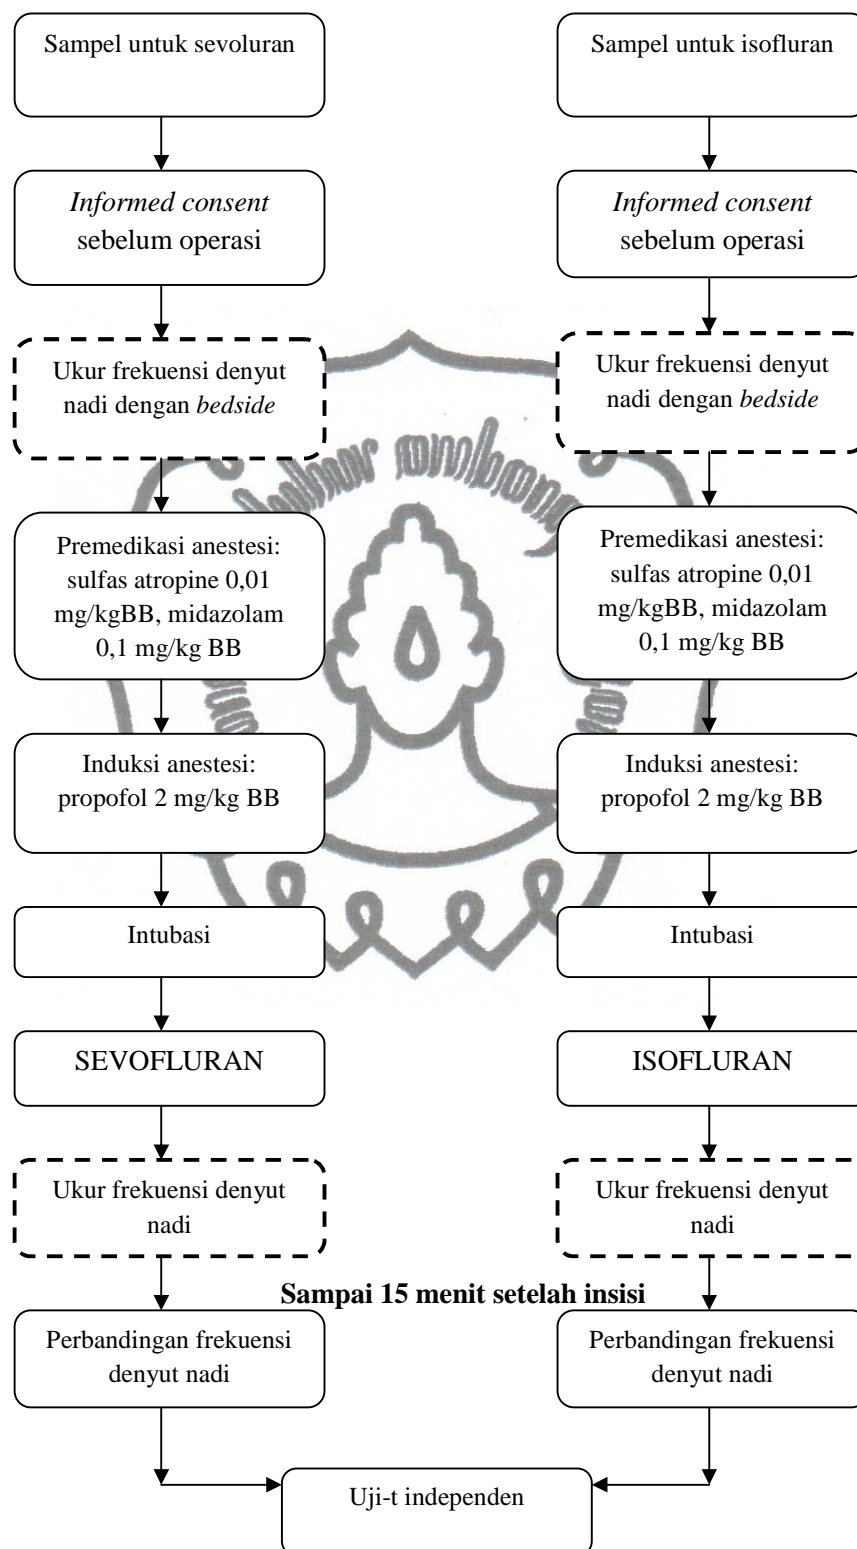 Sampel untuk sevoluran
Informed consent
sebelum operasi
Ukur frekuensi denyut
nadi dengan bedside
Premedikasi anestesi:
sulfas atropine 0,01
mg/kgBB, midazolam
0,1 mg/kg BB
Induksi anestesi:
propofol 2 mg/kg BB
Intubasi
SEVOFLURAN
Ukur frekuensi denyut
nadi
Perbandingan frekuensi
denyut nadi
Sampel untuk isofluran
Informed consent
sebelum operasi
Ukur frekuensi denyut
nadi dengan bedside
Premedikasi anestesi:
sulfas atropine 0,01
mg/kgBB, midazolam
0,1 mg/kg BB
Induksi anestesi:
propofol 2 mg/kg BB
Intubasi
ISOFLURAN
Ukur frekuensi denyut
nadi
Sampai 15 menit setelah insisi
Perbandingan frekuensi
denyut nadi
Uji-t independen